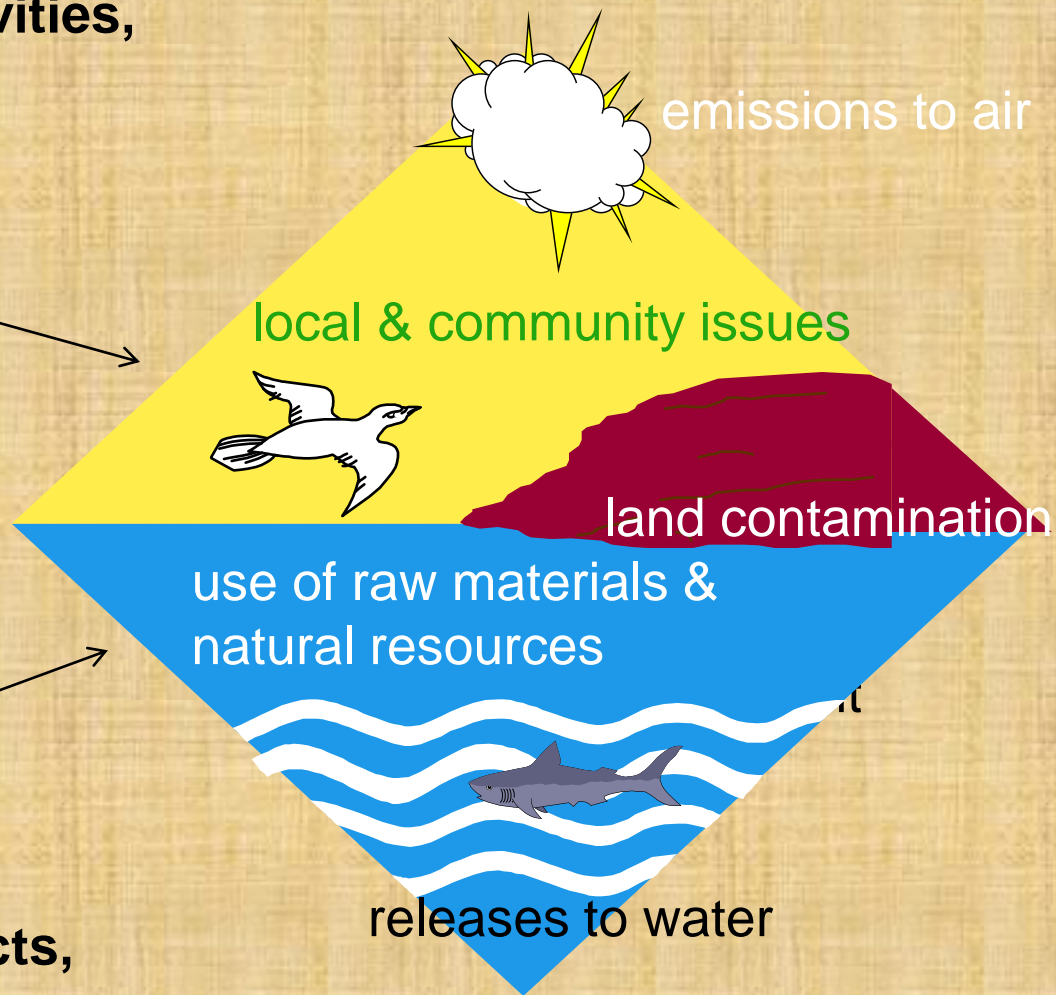 vities,
emissions to air
local & community issues
land contamination
use of raw materials &
natural resources
releases to water
cts,